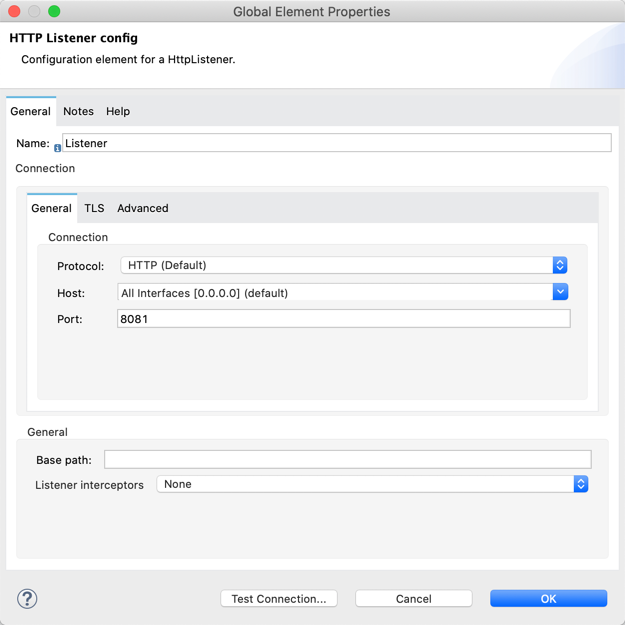 Global Element Properties
HTTP Listener config
Configuration element for a HttpListener.
General Notes Help
Name: Listener
Connection
General TLS Advanced
Connection
Protocol: HTTP (Default)
Host: All Interfaces [0.0.0.0] (default)
Port: 8081
General
Base path:
Listener interceptors None
? Test Connection... Cancel OK